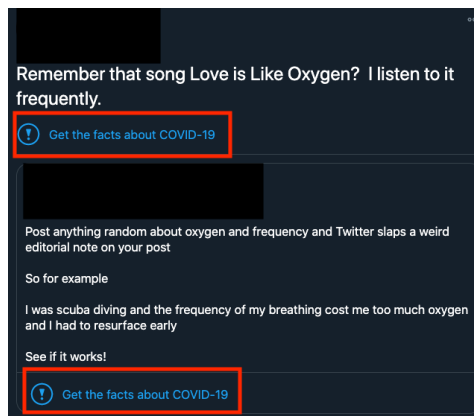 Remember that song Love is Like Oxygen? I listen to it
frequently.
Get the facts about COVID-19
Post anything random about oxygen and frequency and Twitter slaps a weird
editorial note on your post
So for example
I was scuba diving and the frequency of my breathing cost me too much oxygen
and I had to resurface early
See if it works!
Get the facts about COVID-19